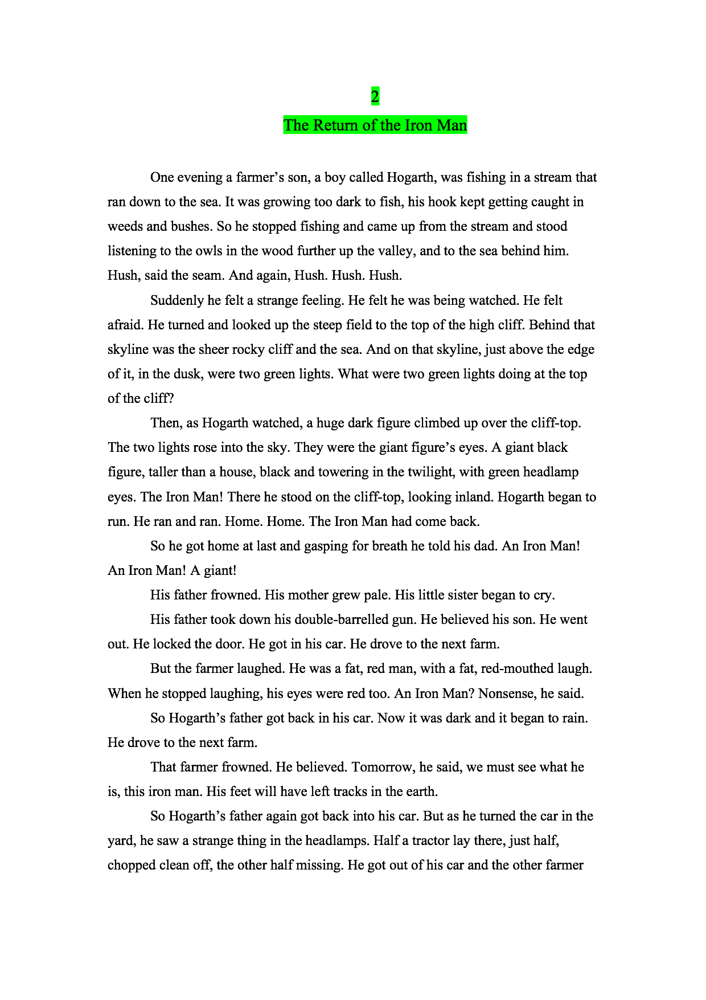 2
The Return of the Iron Man
One evening a farmer’s son, a boy called Hogarth, was fishing in a stream that
ran down to the sea. It was growing too dark to fish, his hook kept getting caught in
weeds and bushes. So he stopped fishing and came up from the stream and stood
listening to the owls in the wood further up the valley, and to the sea behind him.
Hush, said the seam. And again, Hush. Hush. Hush.
Suddenly he felt a strange feeling. He felt he was being watched. He felt
afraid. He turned and looked up the steep field to the top of the high cliff. Behind that
skyline was the sheer rocky cliff and the sea. And on that skyline, just above the edge
of it, in the dusk, were two green lights. What were two green lights doing at the top
of the cliff?
Then, as Hogarth watched, a huge dark figure climbed up over the cliff-top.
The two lights rose into the sky. They were the giant figure’s eyes. A giant black
figure, taller than a house, black and towering in the twilight, with green headlamp
eyes. The Iron Man! There he stood on the cliff-top, looking inland. Hogarth began to
run. He ran and ran. Home. Home. The Iron Man had come back.
So he got home at last and gasping for breath he told his dad. An Iron Man!
An Iron Man! A giant!
His father frowned. His mother grew pale. His little sister began to cry.
His father took down his double-barrelled gun. He believed his son. He went
out. He locked the door. He got in his car. He drove to the next farm.
But the farmer laughed. He was a fat, red man, with a fat, red-mouthed laugh.
When he stopped laughing, his eyes were red too. An Iron Man? Nonsense, he said.
So Hogarth’s father got back in his car. Now it was dark and it began to rain.
He drove to the next farm.
That farmer frowned. He believed. Tomorrow, he said, we must see what he
is, this iron man. His feet will have left tracks in the earth.
So Hogarth’s father again got back into his car. But as he turned the car in the
yard, he saw a strange thing in the headlamps. Half a tractor lay there, just half,
chopped clean off, the other half missing. He got out of his car and the other farmer